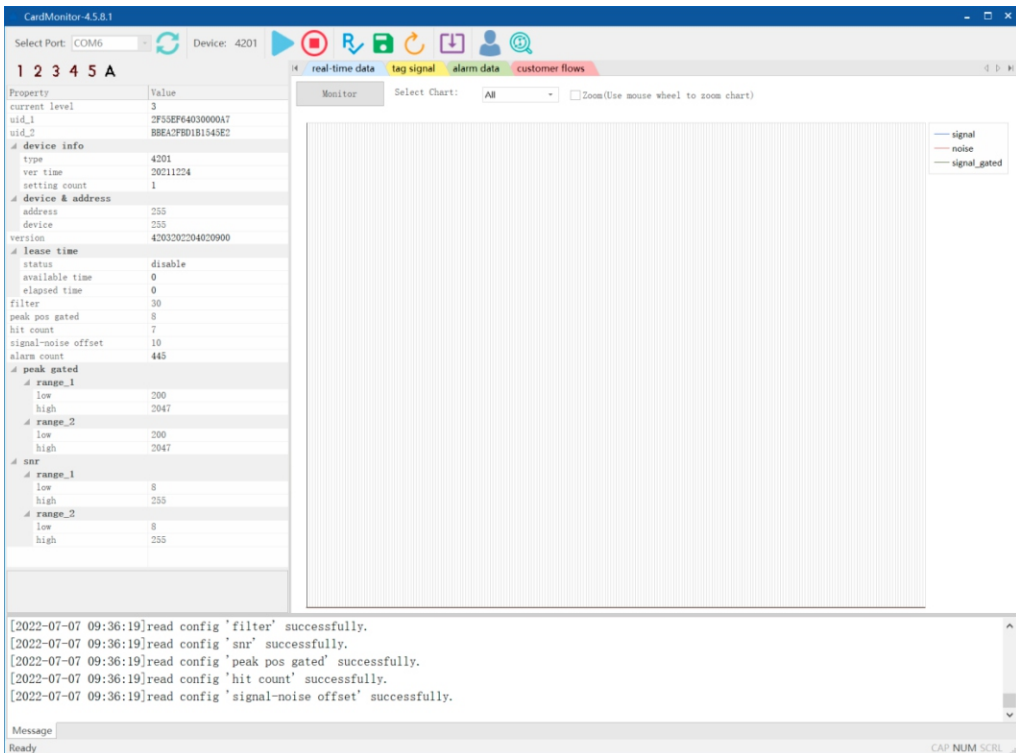 CardMonitor-4.5.8.1
Select Port: COM6 Device: 4201
1 2 3 4 5 A
real-time data tag signal alarm data customer flows
Monitor Select Chart: All Zoom(Use mouse wheel to zoom chart)
Property Value
current level 3
uid_1 2F55EF64030000A7
uid_2 BBEA2FBD1B1545E2
device info
type 4201
ver time 20211224
setting count 1
device & address
address 255
device 255
version 4203202204020900
lease time
status disable
available time 0
elapsed time 0
filter 30
peak pos gated 8
hit count 7
signal-noise offset 10
alarm count 445
peak gated
range_1
low 200
high 2047
range_2
low 200
high 2047
snr
range_1
low 8
high 255
range_2
low 8
high 255
signal
noise
signal_gated
[2022-07-07 09:36:19]read config 'filter' successfully.
[2022-07-07 09:36:19]read config 'snr' successfully.
[2022-07-07 09:36:19]read config 'peak pos gated' successfully.
[2022-07-07 09:36:19]read config 'hit count' successfully.
[2022-07-07 09:36:19]read config 'signal-noise offset' successfully.
Message
Ready CAP NUM SCRL